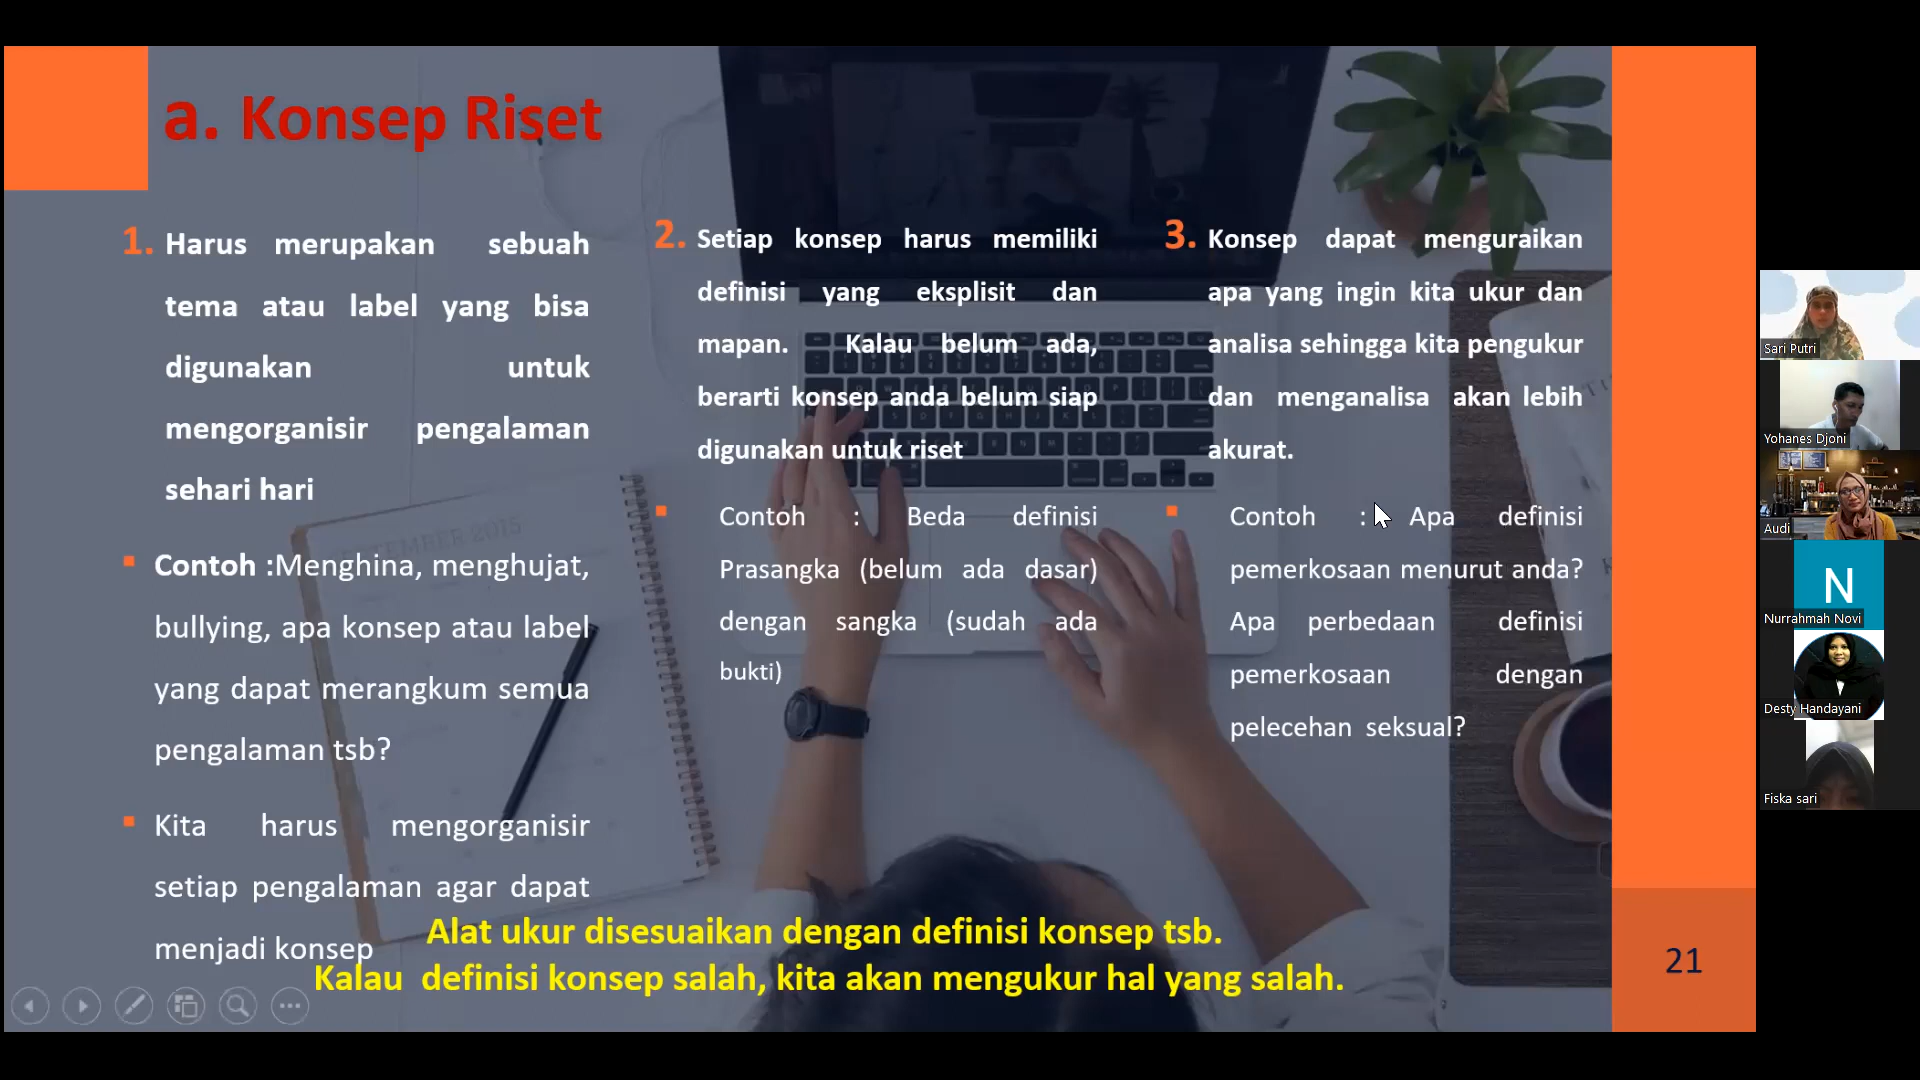 a. Konsep Riset
1. Harus merupakan sebuah
tema atau label yang bisa
digunakan untuk
mengorganisir pengalaman
sehari hari
Contoh :Menghina, menghujat,
bullying, apa konsep atau label
yang dapat merangkum semua
pengalaman tsb?
Kita harus mengorganisir
setiap pengalaman agar dapat
menjadi konsep
2. Setiap konsep harus memiliki
definisi yang eksplisit dan
mapan. Kalau belum ada,
berarti konsep anda belum siap
digunakan untuk riset
Contoh : Beda definisi
Prasangka (belum ada dasar)
dengan sangka (sudah ada
bukti)
3. Konsep dapat menguraikan
apa yang ingin kita ukur dan
analisa sehingga kita pengukur
dan menganalisa akan lebih
akurat.
Contoh : Apa definisi
pemerkosaan menurut anda?
Apa perbedaan definisi
pemerkosaan dengan
pelecehan seksual?
Alat ukur disesuaikan dengan definisi konsep tsb.
Kalau definisi konsep salah, kita akan mengukur hal yang salah.
21
Sari Putri
Yohanes Djoni
Audi
N
Nurrahmah Novi
Desty Handayani
Fiska sari